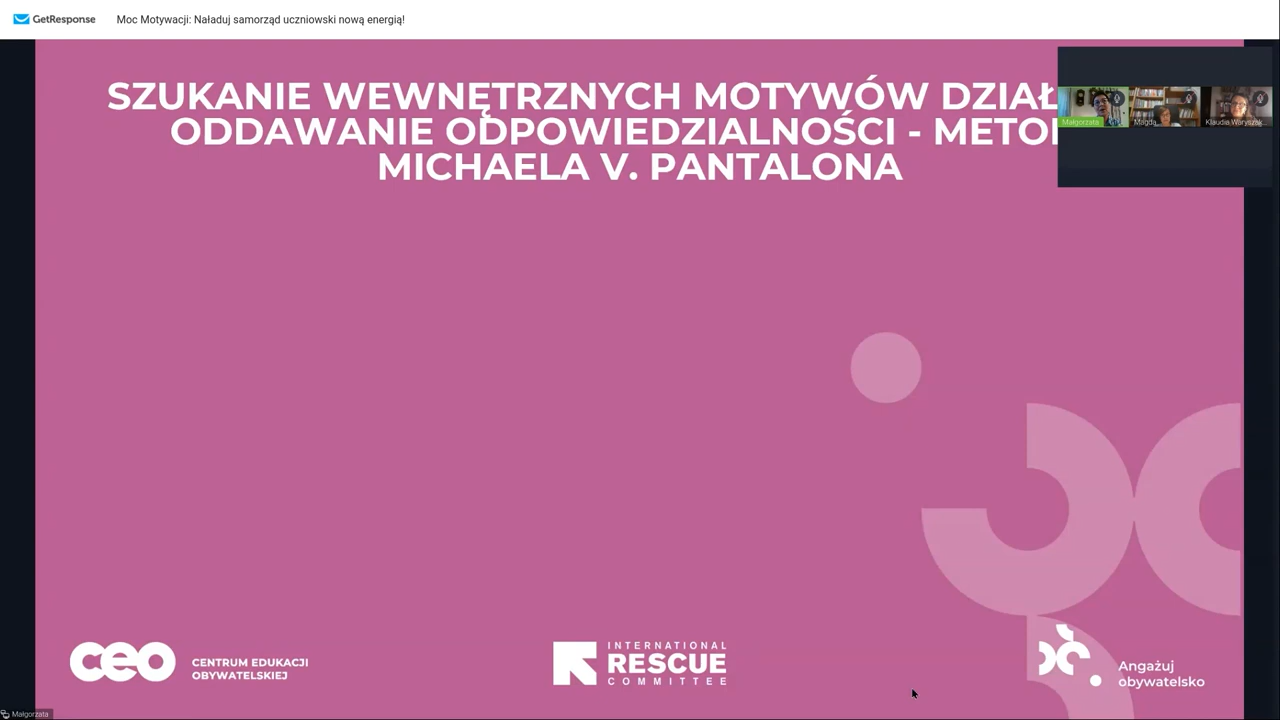 GetResponse Moc Motywacji: Naładuj samorząd uczniowski nową energią!
SZUKANIE WEWNĘTRZNYCH MOTYWÓW DZIAŁ
ODDAWANIE ODPOWIEDZIALNOŚCI - METO
MICHAELA V. PANTALONA
Małgorzata Magda Klaudia Waryszak
ceo CENTRUM EDUKACJI
OBYWATELSKIEJ
INTERNATIONAL
RESCUE
COMMITTEE
Angażuj
obywatelsko
Małgorzata